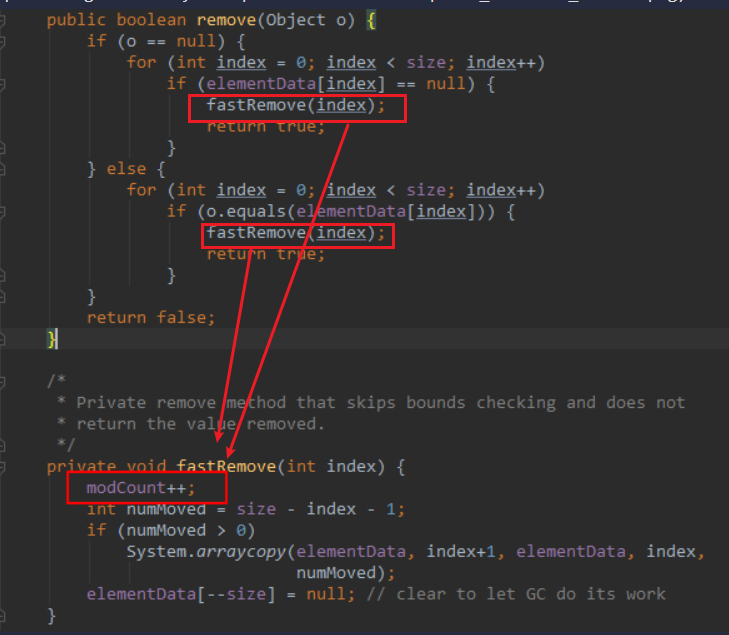 public boolean remove(Object o) {
if (o == null) {
for (int index = 0; index < size; index++)
if (elementData[index] == null) {
fastRemove(index);
return true;
}
} else {
for (int index = 0; index < size; index++)
if (o.equals(elementData[index])) {
fastRemove(index);
return true;
}
}
return false;
}
/*
* Private remove method that skips bounds checking and does not
* return the value removed.
*/
private void fastRemove(int index) {
modCount++;
int numMoved = size - index - 1;
if (numMoved > 0)
System.arraycopy(elementData, index+1, elementData, index,
numMoved);
elementData[--size] = null; // clear to let GC do its work
}